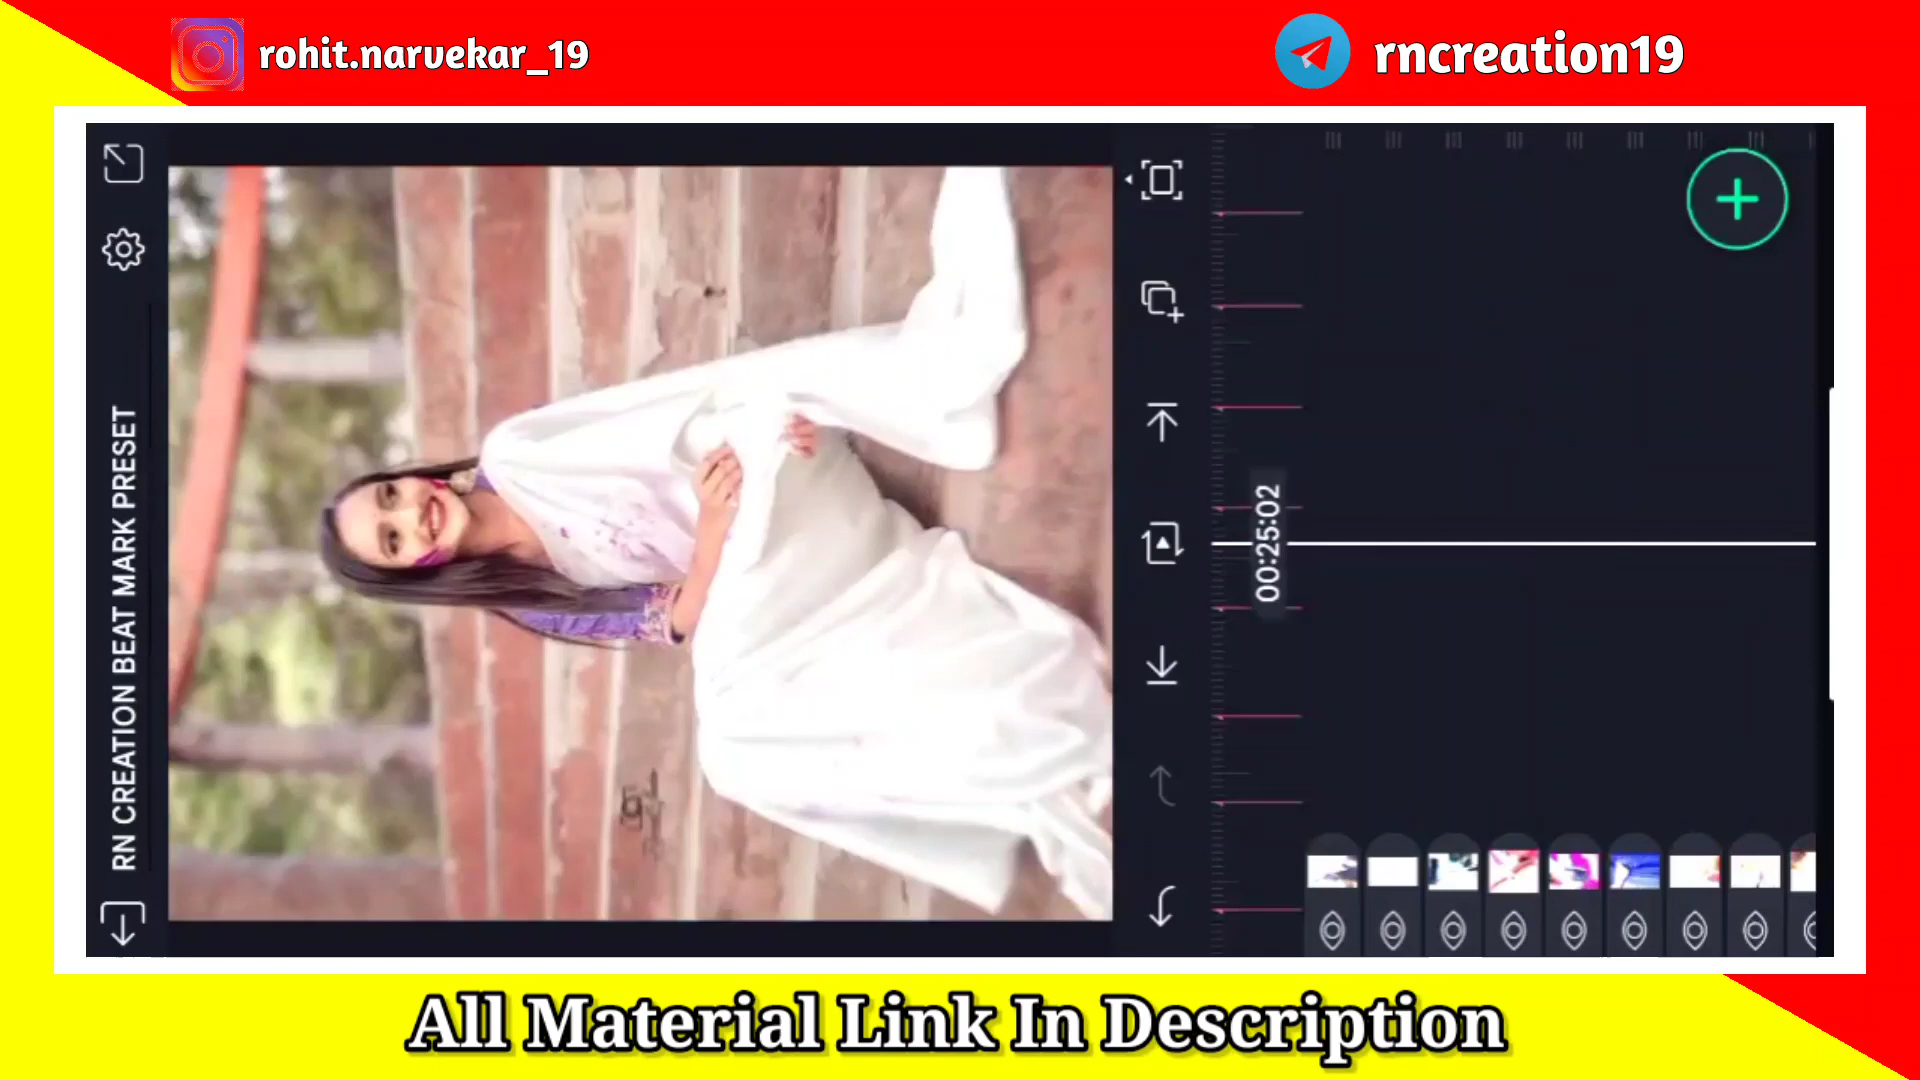 rohit.narvekar_19
rncreation19
RN CREATION BEAT MARK PRESET
00:25:02
All Material Link In Description